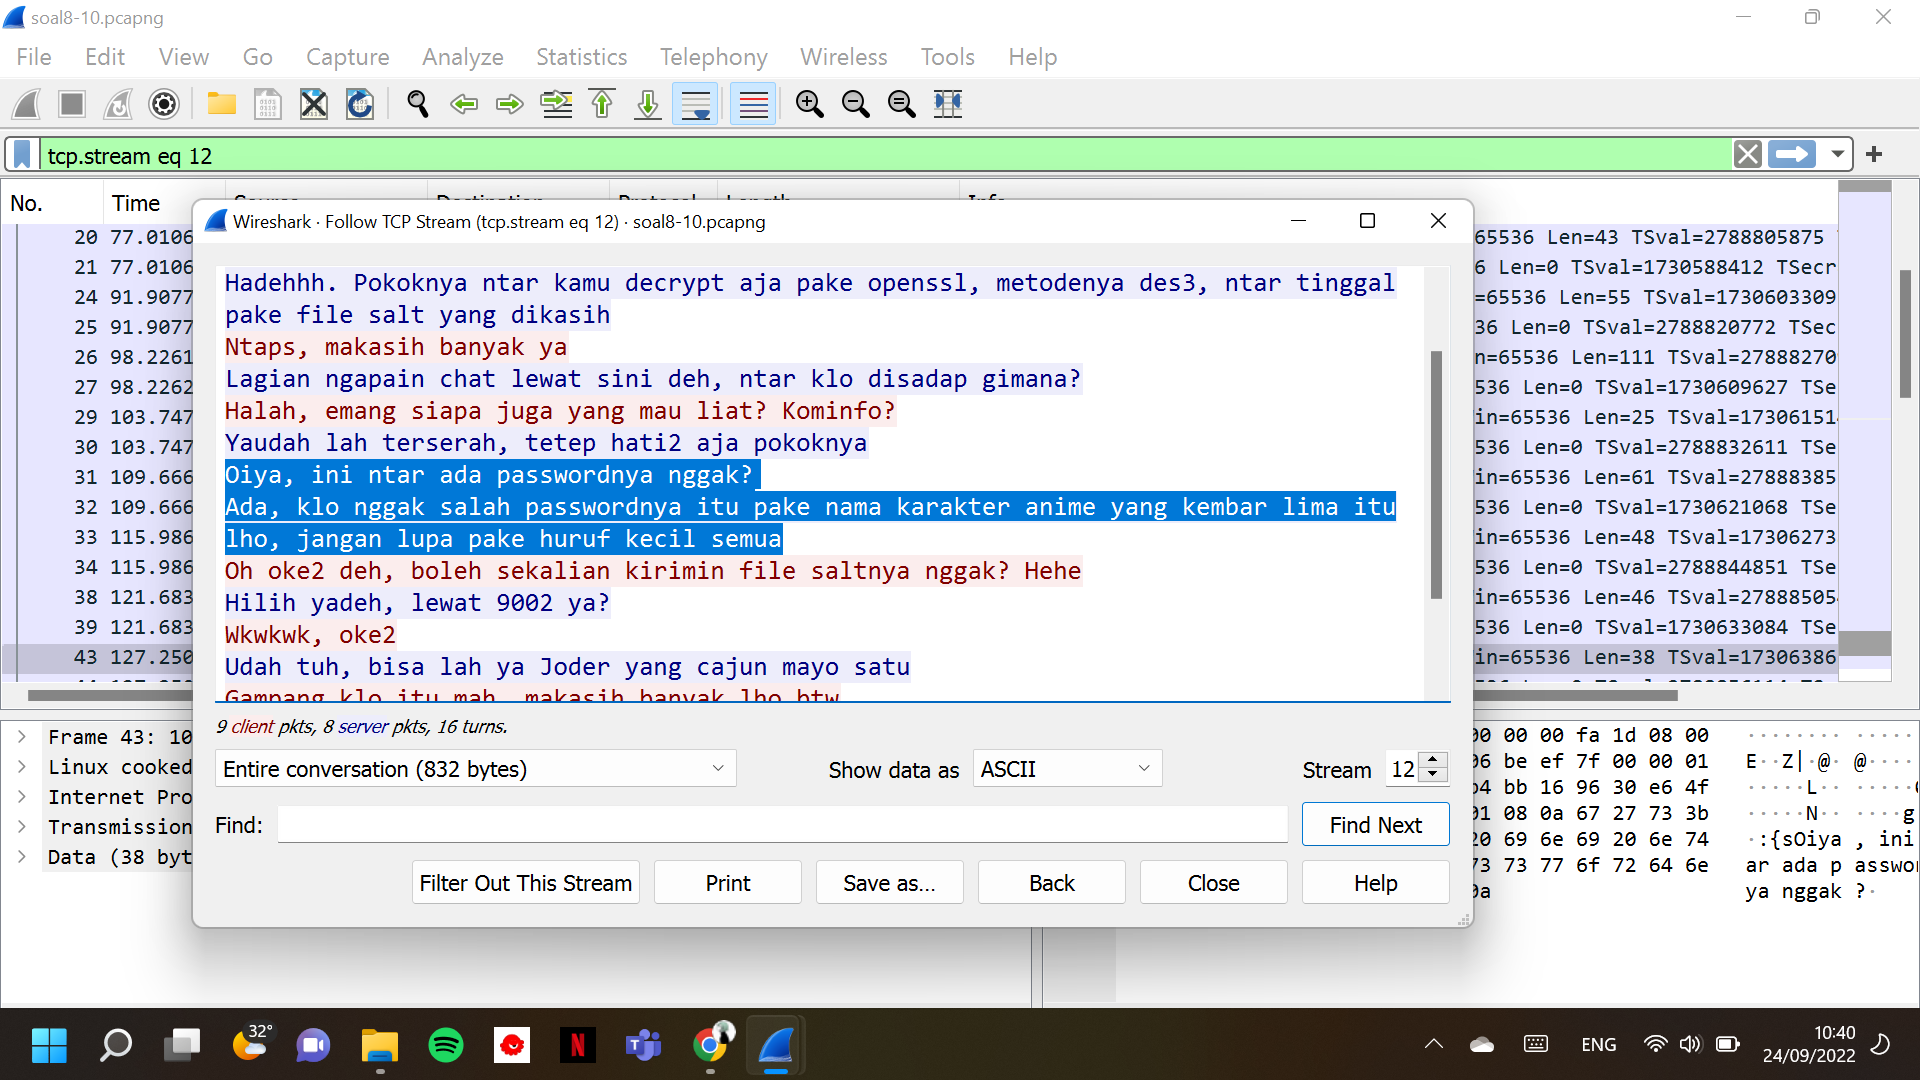 soal8-10.pcapng
File Edit View Go Capture Analyze Statistics Telephony Wireless Tools Help
tcp.stream eq 12
No. Time
Wireshark · Follow TCP Stream (tcp.stream eq 12) · soal8-10.pcapng
20 77.0106
21 77.0106
24 91.9077
25 91.9077
26 98.2261
27 98.2262
29 103.747
30 103.747
31 109.666
32 109.666
33 115.986
34 115.986
38 121.683
39 121.683
43 127.250
Hadehhh. Pokoknya ntar kamu decrypt aja pake openssl, metodenya des3, ntar tinggal
pake file salt yang dikasih
Ntaps, makasih banyak ya
Lagian ngapain chat lewat sini deh, ntar klo disadap gimana?
Halah, emang siapa juga yang mau liat? Kominfo?
Yaudah lah terserah, tetep hati2 aja pokoknya
Oiya, ini ntar ada passwordnya nggak?
Ada, klo nggak salah passwordnya itu pake nama karakter anime yang kembar lima itu
lho, jangan lupa pake huruf kecil semua
Oh oke2 deh, boleh sekalian kirimin file saltnya nggak? Hehe
Hilih yadeh, lewat 9002 ya?
Wkwkwk, oke2
Udah tuh, bisa lah ya Joder yang cajun mayo satu
Gampang klo itu mah, makasih banyak lho btw
65536 Len=43 TSval=2788805875
6 Len=0 TSval=1730588412 TSecr
=65536 Len=55 TSval=1730603309
36 Len=0 TSval=2788820772 TSec
n=65536 Len=111 TSval=27888270
536 Len=0 TSval=1730609627 TSe
in=65536 Len=25 TSval=173061514
536 Len=0 TSval=2788832611 TSe
in=65536 Len=61 TSval=27888385
536 Len=0 TSval=1730621068 TSe
in=65536 Len=48 TSval=17306273
536 Len=0 TSval=2788844851 TSe
in=65536 Len=46 TSval=278885054
536 Len=0 TSval=1730633084 TSe
in=65536 Len=38 TSval=17306386
9 client pkts, 8 server pkts, 16 turns.
Entire conversation (832 bytes) Show data as ASCII Stream 12
Find: Find Next
Filter Out This Stream Print Save as... Back Close Help
Frame 43: 10
Linux cooked
Internet Pro
Transmission
Data (38 byt
00 00 00 fa 1d 08 00
06 be ef 7f 00 00 01 E··Z|·@· @····
b4 bb 16 96 30 e6 4f
01 08 0a 67 27 73 3b
20 69 6e 69 20 6e 74 ·:{sOiya , ini
73 73 77 6f 72 64 6e ar ada p asswo
0a ya nggak ?·
32°
ENG
10:40
24/09/2022